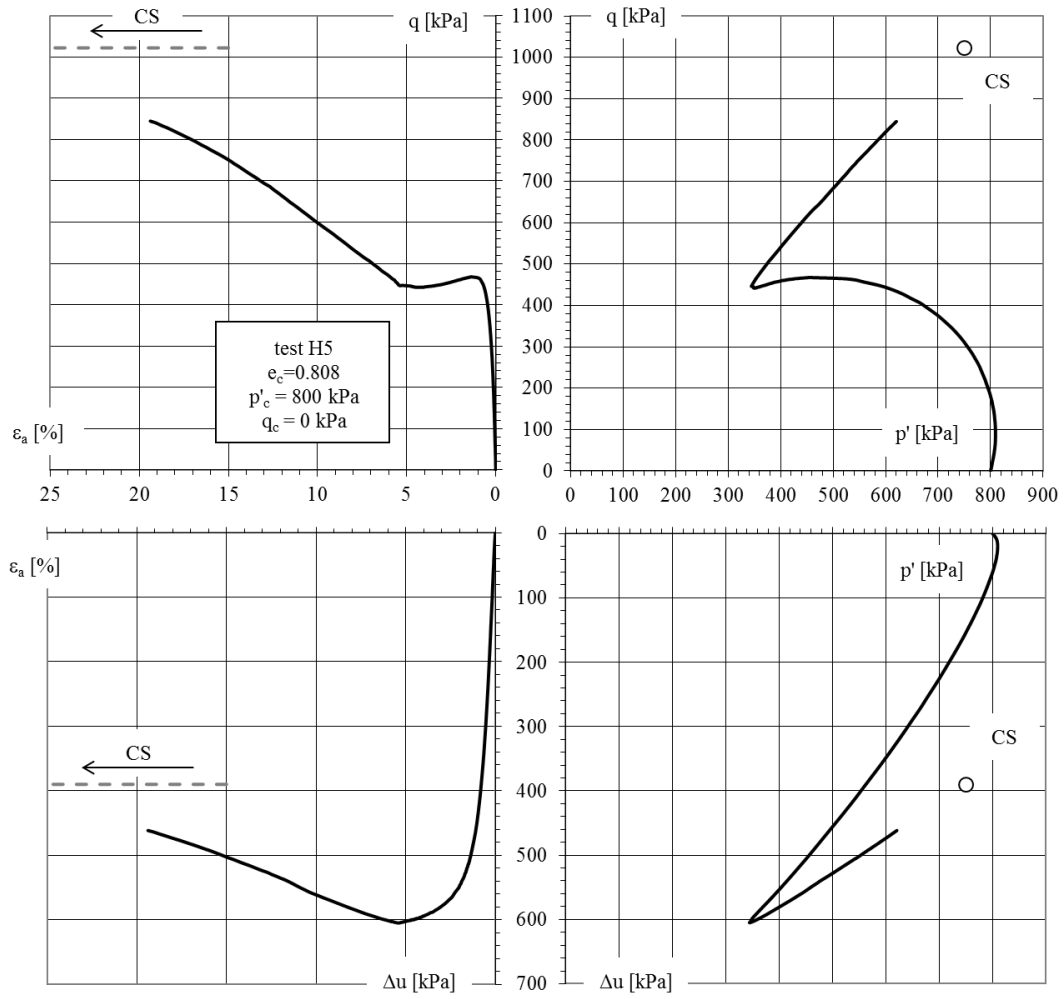 CS
q [kPa]
test H5
e_c=0.808
p'_c = 800 kPa
q_c = 0 kPa
ε_a [%]
25 20 15 10 5 0
q [kPa]
1100
1000
900
800
700
600
500
400
300
200
100
0
CS
p' [kPa]
0 100 200 300 400 500 600 700 800 900
ε_a [%]
CS
Δu [kPa]
0
100
200
300
400
500
600
700
p' [kPa]
CS
Δu [kPa]